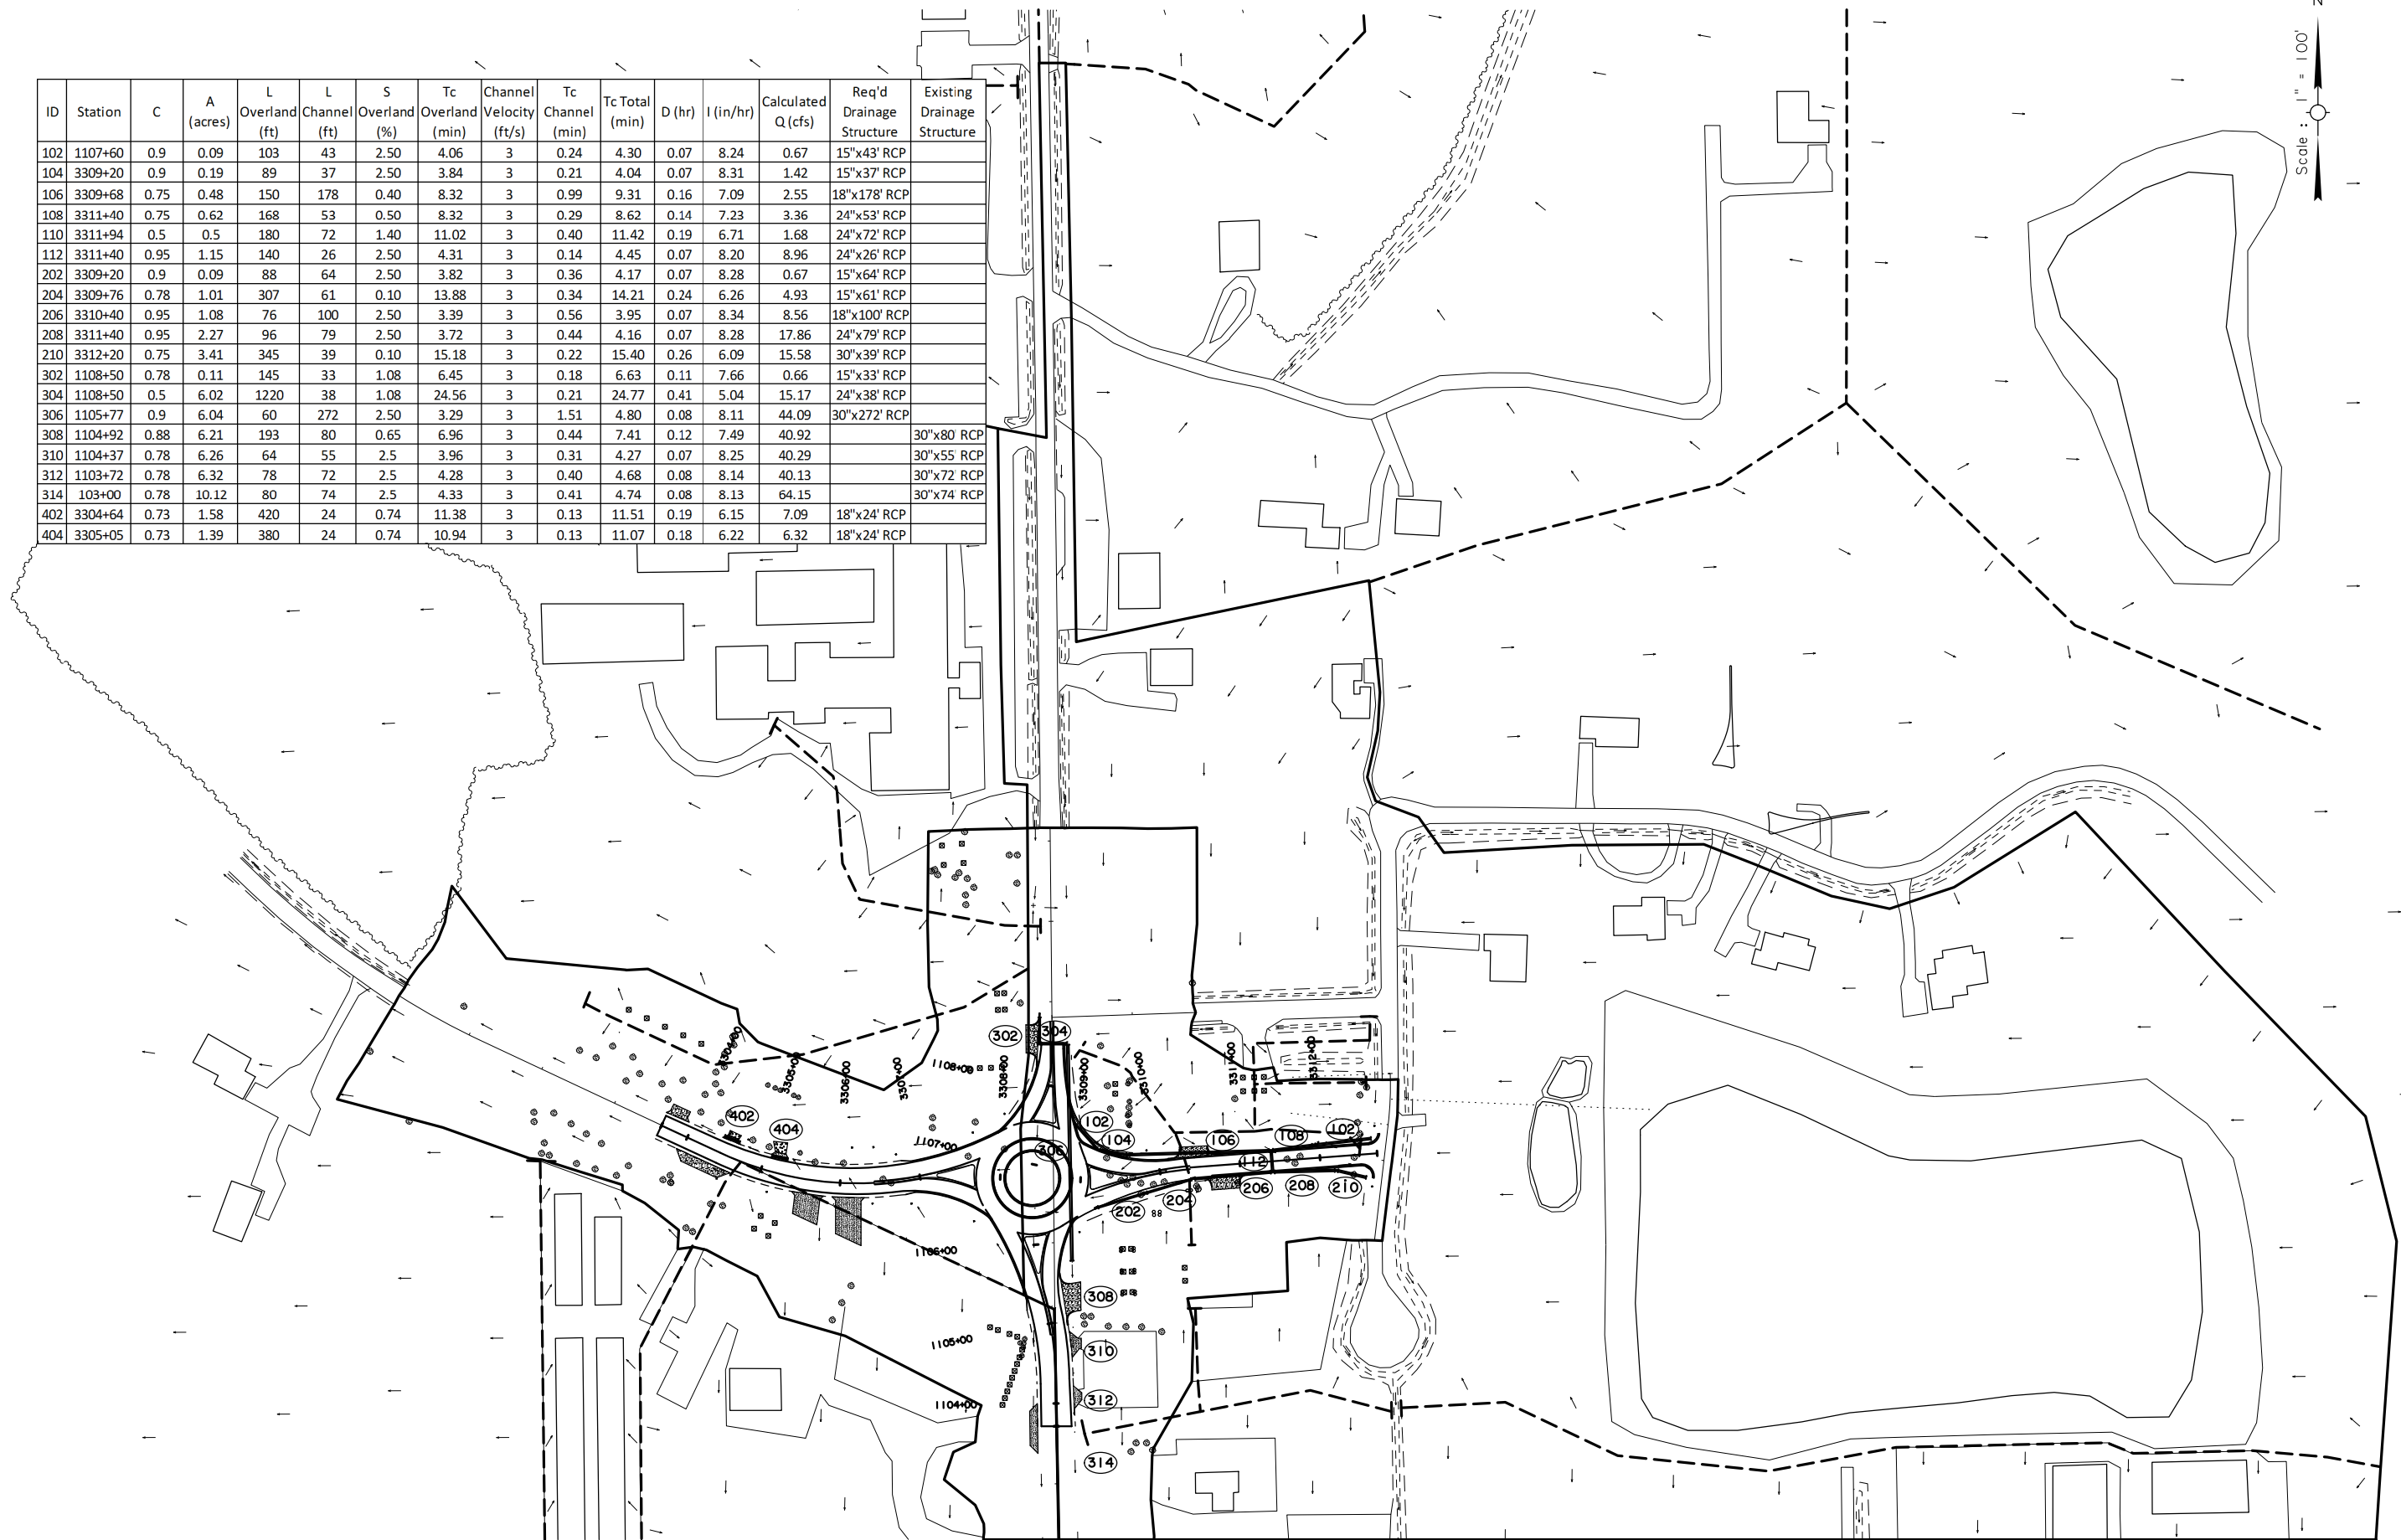 N
Scale : 1" = 100'
ID Station C A (acres) L Overland (ft) L Channel (ft) S Overland (%) Tc Overland (min) Channel Velocity (ft/s) Tc Channel (min) Tc Total (min) D (hr) I (in/hr) Calculated Q (cfs) Req'd Drainage Structure Existing Drainage Structure
102 1107+60 0.9 0.09 103 43 2.50 4.06 3 0.24 4.30 0.07 8.24 0.67 15"x43' RCP
104 3309+20 0.9 0.19 89 37 2.50 3.84 3 0.21 4.04 0.07 8.31 1.42 15"x37' RCP
106 3309+68 0.75 0.48 150 178 0.40 8.32 3 0.99 9.31 0.16 7.09 2.55 18"x178' RCP
108 3311+40 0.75 0.62 168 53 0.50 8.32 3 0.29 8.62 0.14 7.23 3.36 24"x53' RCP
110 3311+94 0.5 0.5 180 72 1.40 11.02 3 0.40 11.42 0.19 6.71 1.68 24"x72' RCP
112 3311+40 0.95 1.15 140 26 2.50 4.31 3 0.14 4.45 0.07 8.20 8.96 24"x26' RCP
202 3309+20 0.9 0.09 88 64 2.50 3.82 3 0.36 4.17 0.07 8.28 0.67 15"x64' RCP
204 3309+76 0.78 1.01 307 61 0.10 13.88 3 0.34 14.21 0.24 6.26 4.93 15"x61' RCP
206 3310+40 0.95 1.08 76 100 2.50 3.39 3 0.56 3.95 0.07 8.34 8.56 18"x100' RCP
208 3311+40 0.95 2.27 96 79 2.50 3.72 3 0.44 4.16 0.07 8.28 17.86 24"x79' RCP
210 3312+20 0.75 3.41 345 39 0.10 15.18 3 0.22 15.40 0.26 6.09 15.58 30"x39' RCP
302 1108+50 0.78 0.11 145 33 1.08 6.45 3 0.18 6.63 0.11 7.66 0.66 15"x33' RCP
304 1108+50 0.5 6.02 1220 38 1.08 24.56 3 0.21 24.77 0.41 5.04 15.17 24"x38' RCP
306 1105+77 0.9 6.04 60 272 2.50 3.29 3 1.51 4.80 0.08 8.11 44.09 30"x272' RCP
308 1104+92 0.88 6.21 193 80 0.65 6.96 3 0.44 7.41 0.12 7.49 40.92 30"x80' RCP
310 1104+37 0.78 6.26 64 55 2.5 3.96 3 0.31 4.27 0.07 8.25 40.29 30"x55' RCP
312 1103+72 0.78 6.32 78 72 2.5 4.28 3 0.40 4.68 0.08 8.14 40.13 30"x72' RCP
314 103+00 0.78 10.12 80 74 2.5 4.33 3 0.41 4.74 0.08 8.13 64.15 30"x74' RCP
402 3304+64 0.73 1.58 420 24 0.74 11.38 3 0.13 11.51 0.19 6.15 7.09 18"x24' RCP
404 3305+05 0.73 1.39 380 24 0.74 10.94 3 0.13 11.07 0.18 6.22 6.32 18"x24' RCP
302 304
3304+00 3305+00 3306+00 3307+00 1108+00 3308+00 3309+00 3310+00 3311+00 3312+00
402 404 1107+00 102 104 306 106 108 102
112
202 204 206 208 210
1106+00
308
1105+00 310
1104+00 312
314